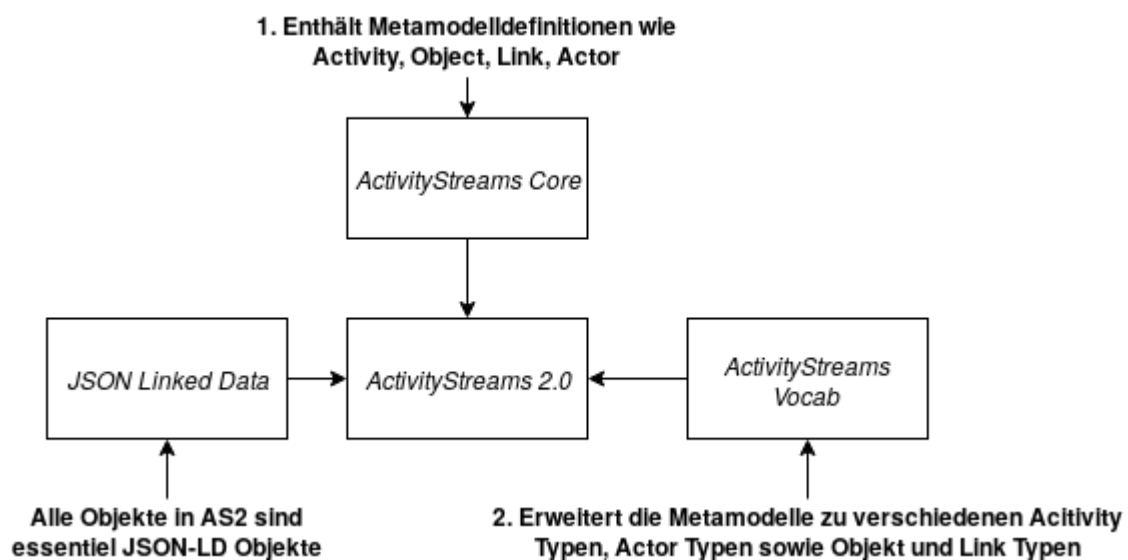 1. Enthält Metamodelldefinitionen wie
Activity, Object, Link, Actor
ActivityStreams Core
JSON Linked Data
ActivityStreams 2.0
ActivityStreams
Vocab
Alle Objekte in AS2 sind
essentiel JSON-LD Objekte
2. Erweitert die Metamodelle zu verschiedenen Acitivity
Typen, Actor Typen sowie Objekt und Link Typen